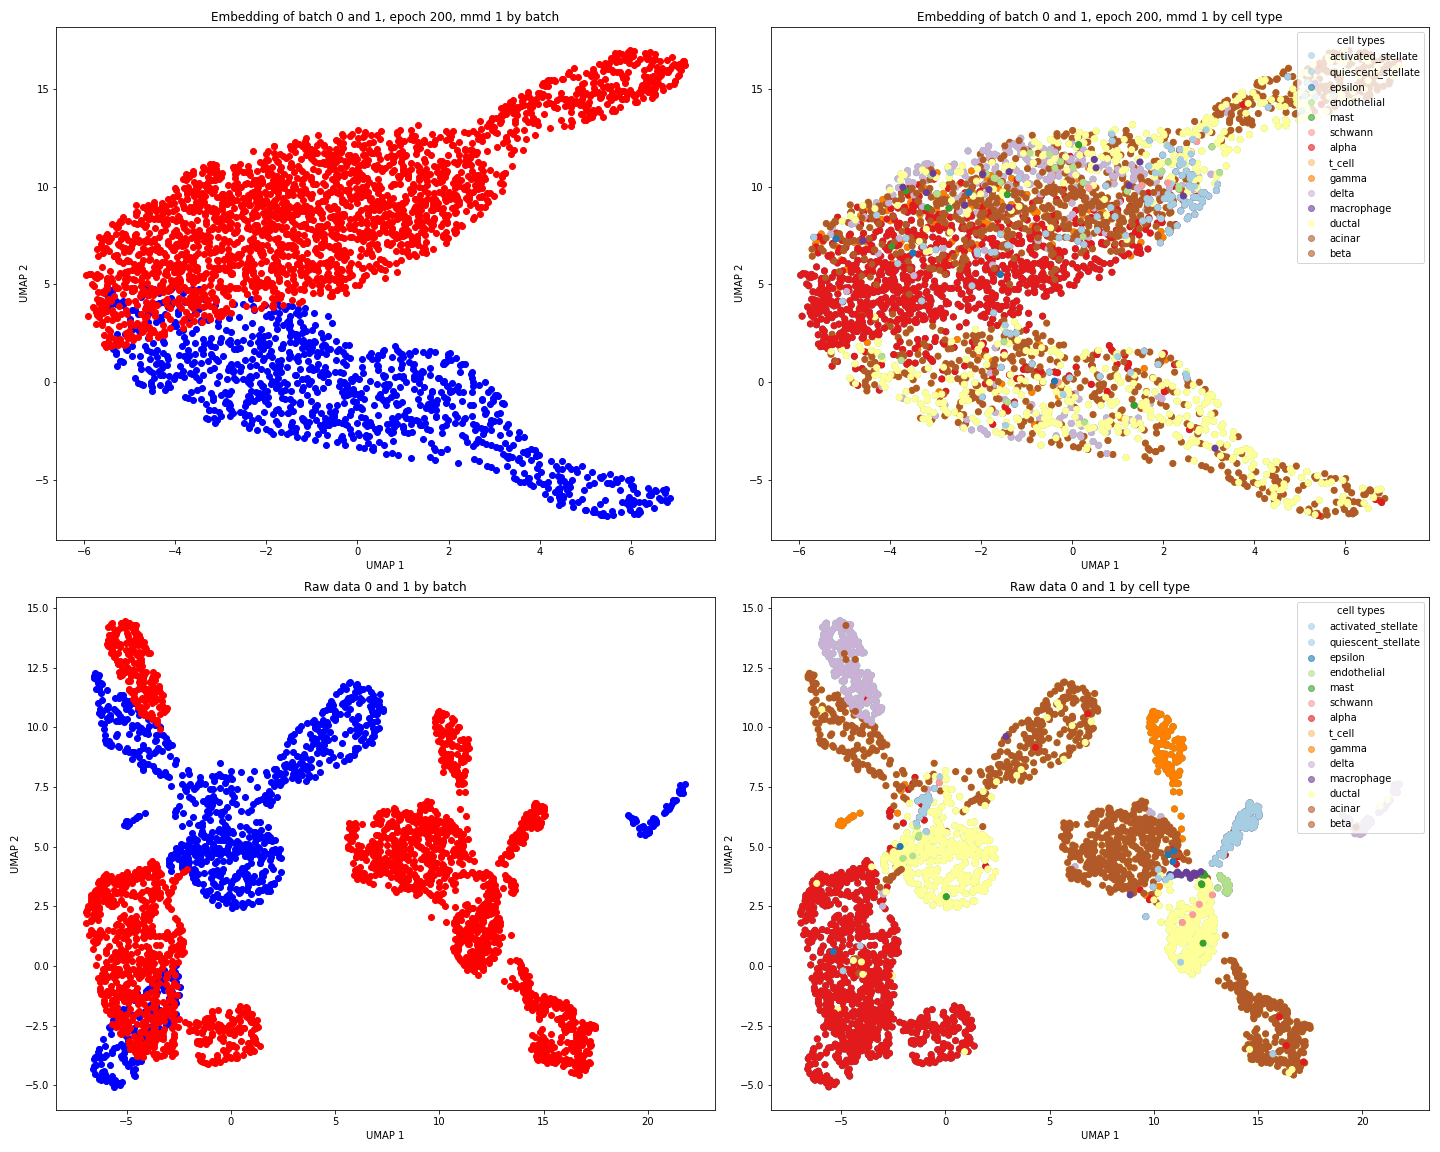 Embedding of batch 0 and 1, epoch 200, mmd 1 by batch
UMAP 2
15
10
5
0
−5
−6 −4 −2 0 2 4 6
UMAP 1
Embedding of batch 0 and 1, epoch 200, mmd 1 by cell type
cell types
activated_stellate
quiescent_stellate
epsilon
endothelial
mast
schwann
alpha
t_cell
gamma
delta
macrophage
ductal
acinar
beta
UMAP 2
15
10
5
0
−5
−6 −4 −2 0 2 4 6
UMAP 1
Raw data 0 and 1 by batch
UMAP 2
15.0
12.5
10.0
7.5
5.0
2.5
0.0
−2.5
−5.0
−5 0 5 10 15 20
UMAP 1
Raw data 0 and 1 by cell type
cell types
activated_stellate
quiescent_stellate
epsilon
endothelial
mast
schwann
alpha
t_cell
gamma
delta
macrophage
ductal
acinar
beta
UMAP 2
15.0
12.5
10.0
7.5
5.0
2.5
0.0
−2.5
−5.0
−5 0 5 10 15 20
UMAP 1